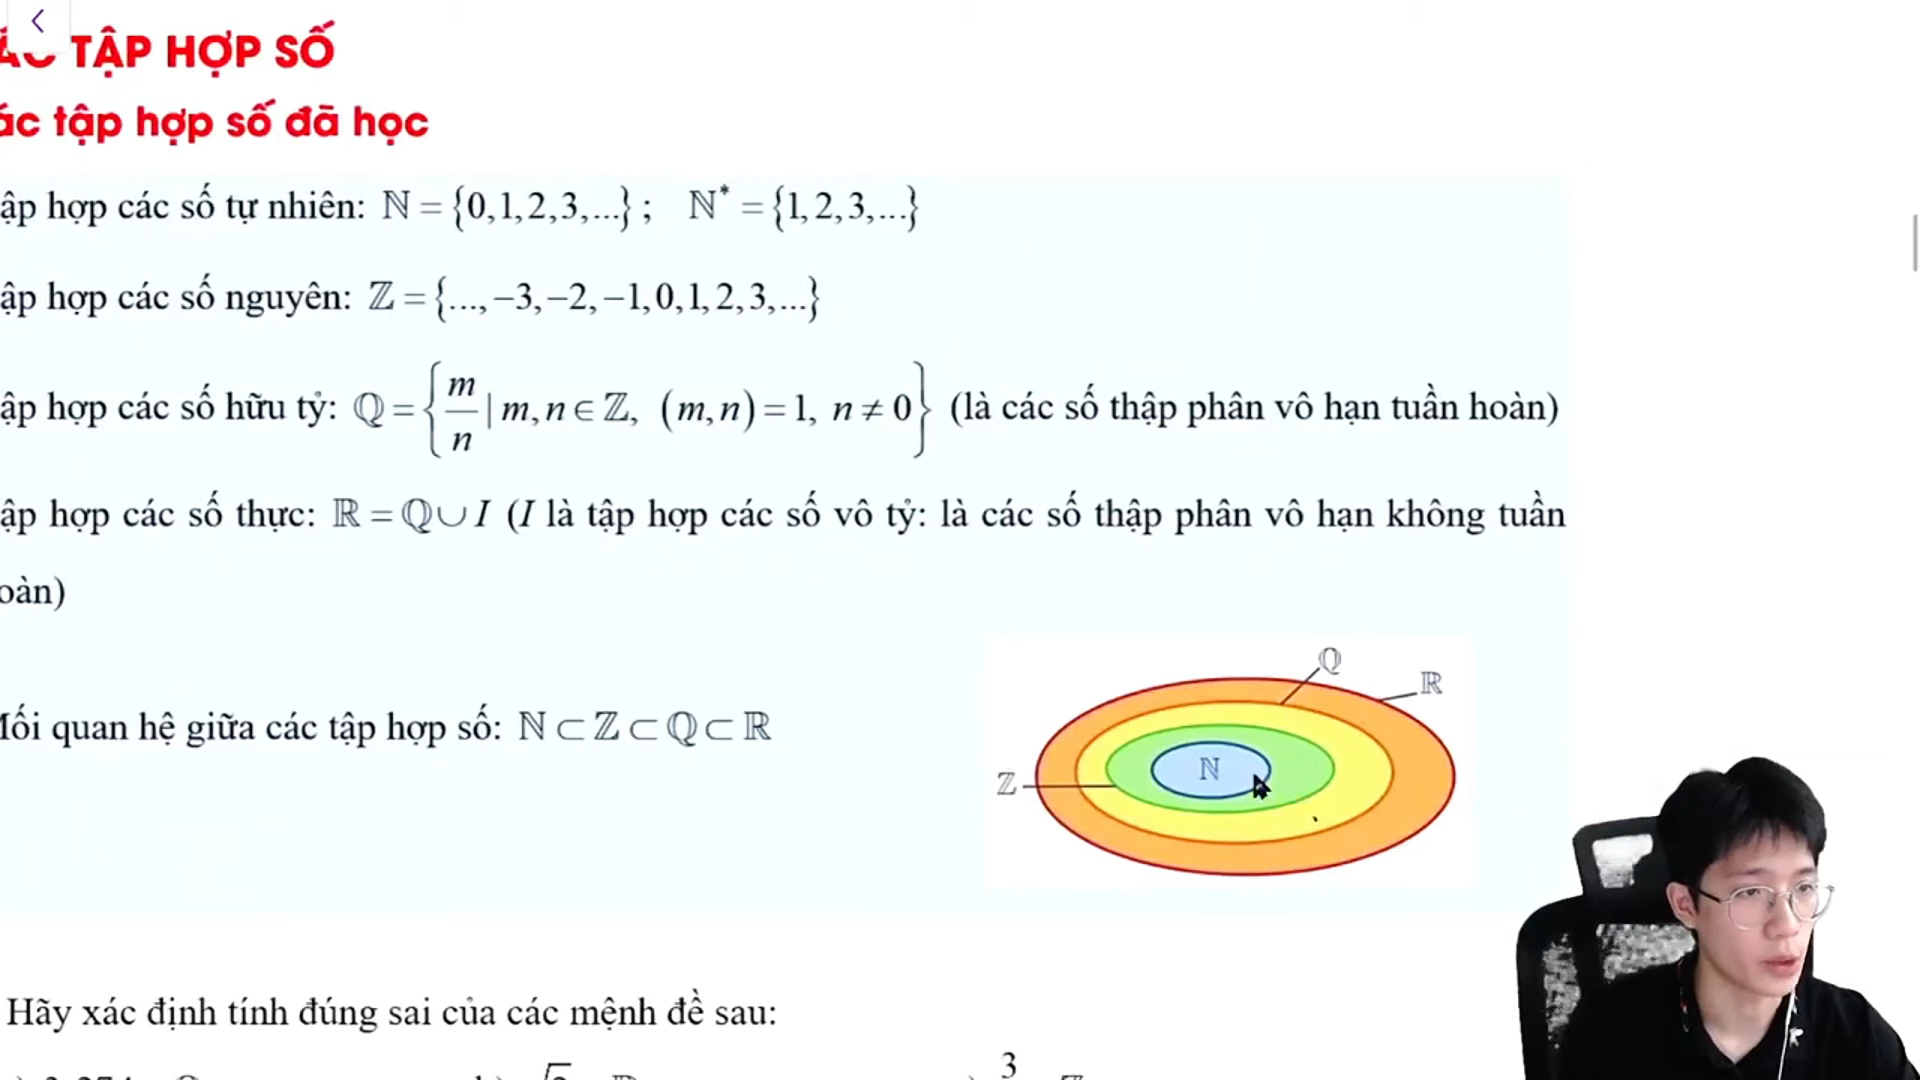 TẬP HỢP SỐ
ác tập hợp số đã học
ập hợp các số tự nhiên: ℕ = {0,1,2,3,...} ; ℕ* = {1,2,3,...}
ập hợp các số nguyên: ℤ = {...,−3,−2,−1,0,1,2,3,...}
ập hợp các số hữu tỷ: ℚ = {m/n | m,n ∈ ℤ, (m,n) = 1, n ≠ 0} (là các số thập phân vô hạn tuần hoàn)
ập hợp các số thực: ℝ = ℚ ∪ I (I là tập hợp các số vô tỷ: là các số thập phân vô hạn không tuần
oàn)
ℚ
ℝ
ối quan hệ giữa các tập hợp số: ℕ ⊂ ℤ ⊂ ℚ ⊂ ℝ
ℕ
ℤ
Hãy xác định tính đúng sai của các mệnh đề sau:
3